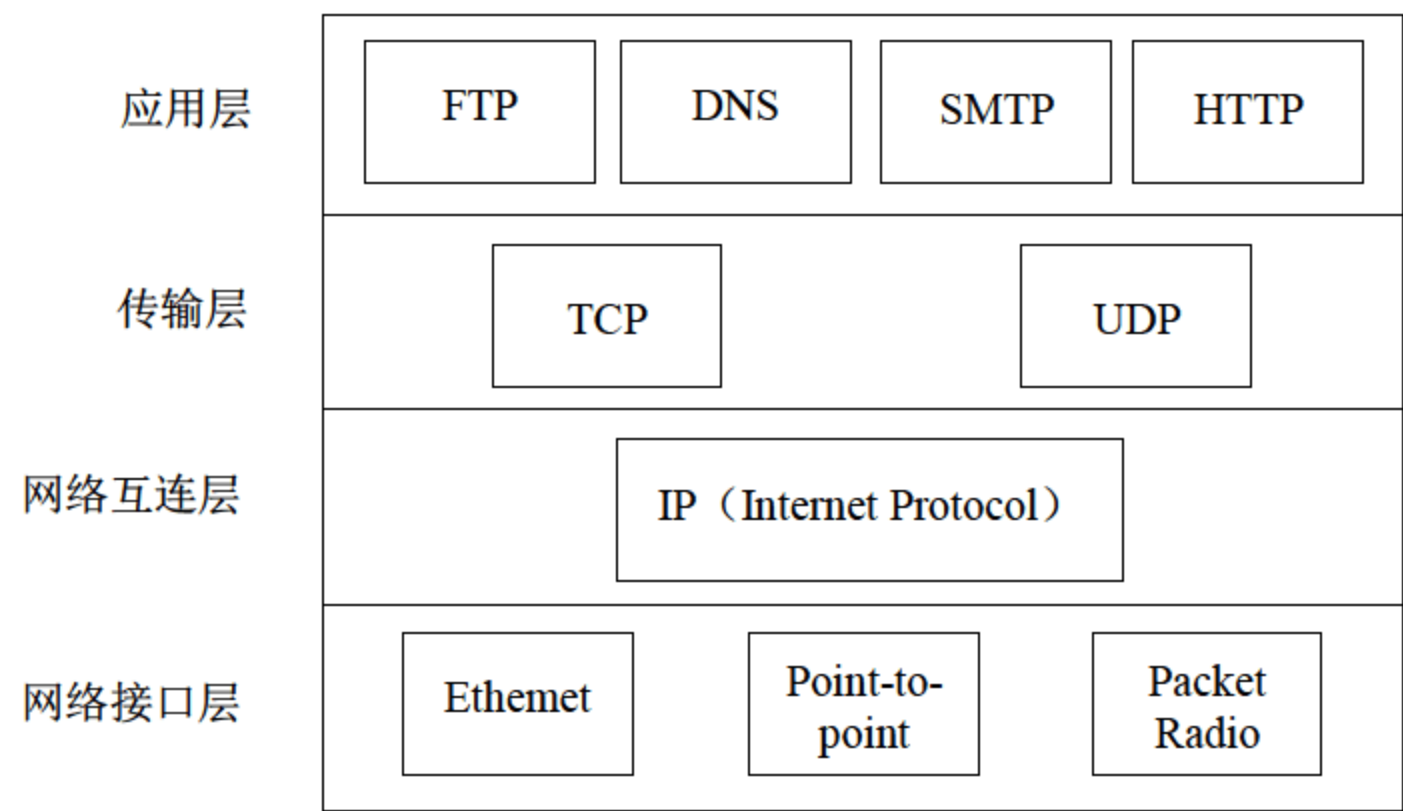 应用层
FTP
DNS
SMTP
HTTP
传输层
TCP
UDP
网络互连层
IP（Internet Protocol）
网络接口层
Ethemet
Point-to-
point
Packet
Radio